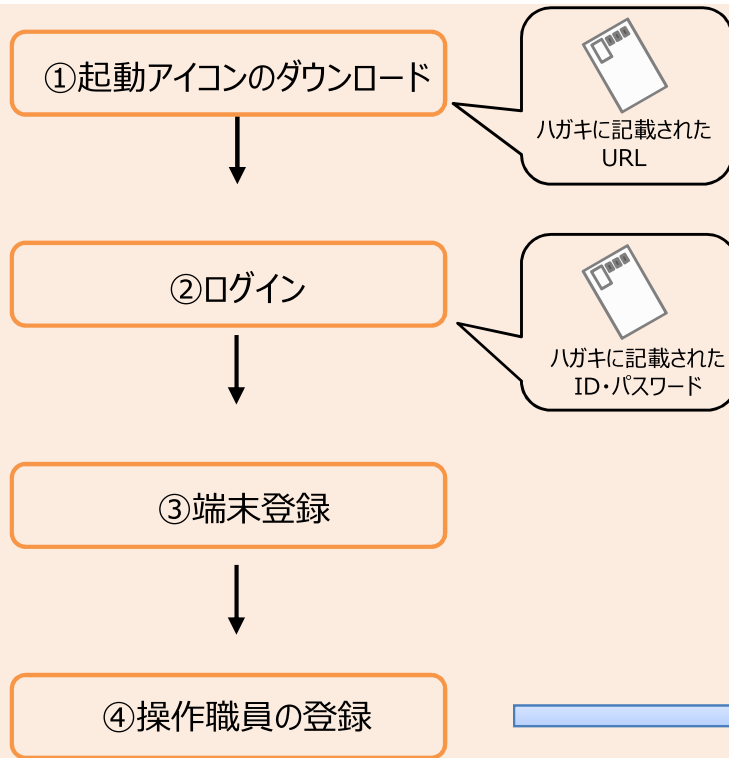 ①起動アイコンのダウンロード
ハガキに記載された
URL
②ログイン
ハガキに記載された
ID・パスワード
③端末登録
④操作職員の登録